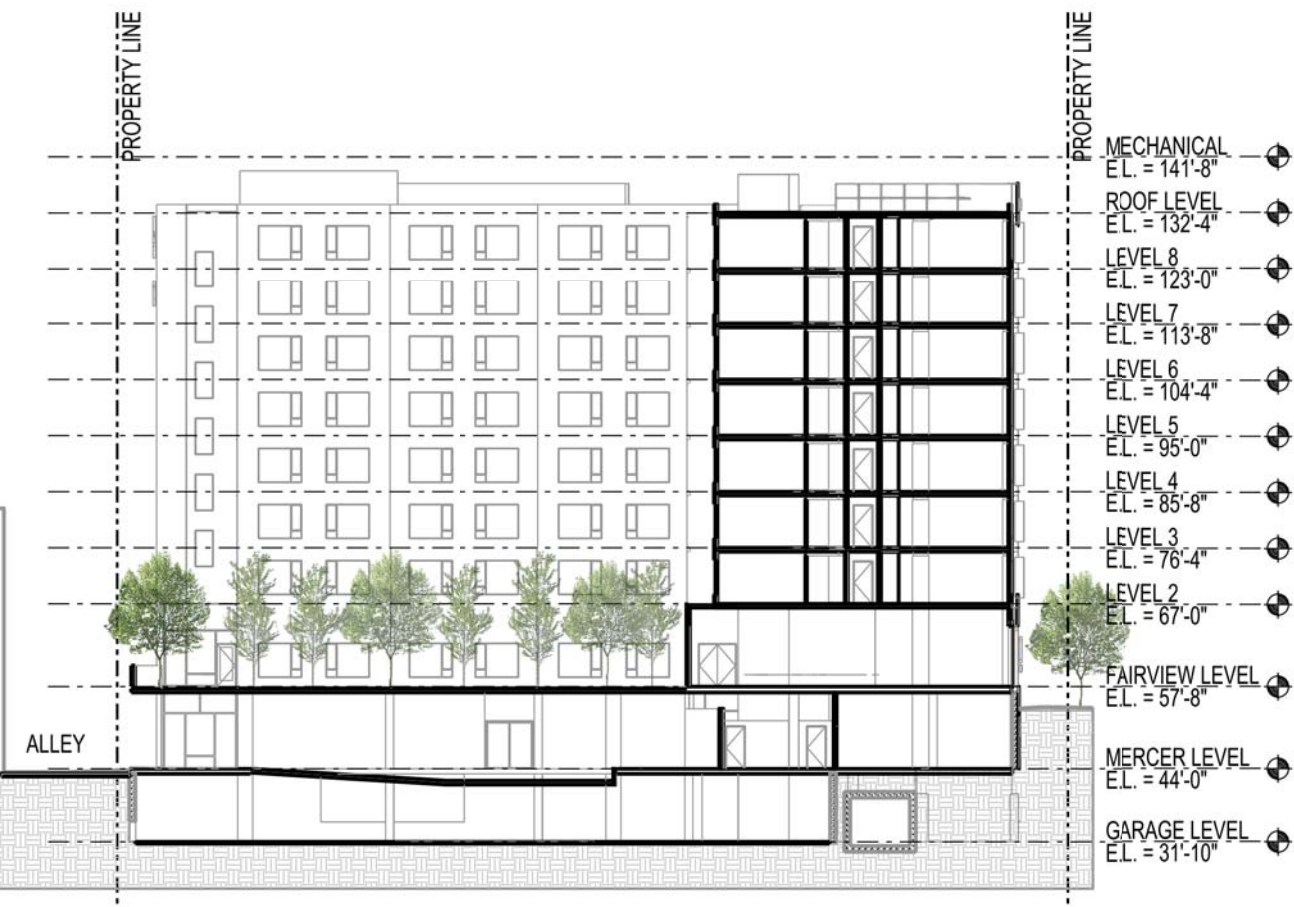 PROPERTY LINE
PROPERTY LINE
MECHANICAL
E.L. = 141'-8"
ROOF LEVEL
E.L. = 132'-4"
LEVEL 8
E.L. = 123'-0"
LEVEL 7
E.L. = 113'-8"
LEVEL 6
E.L. = 104'-4"
LEVEL 5
E.L. = 95'-0"
LEVEL 4
E.L. = 85'-8"
LEVEL 3
E.L. = 76'-4"
LEVEL 2
E.L. = 67'-0"
FAIRVIEW LEVEL
E.L. = 57'-8"
ALLEY
MERCER LEVEL
E.L. = 44'-0"
GARAGE LEVEL
E.L. = 31'-10"